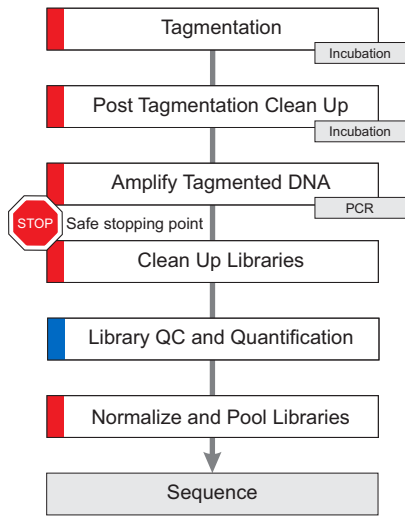 Tagmentation
Incubation
Post Tagmentation Clean Up
Incubation
Amplify Tagmented DNA
PCR
STOP Safe stopping point
Clean Up Libraries
Library QC and Quantification
Normalize and Pool Libraries
Sequence